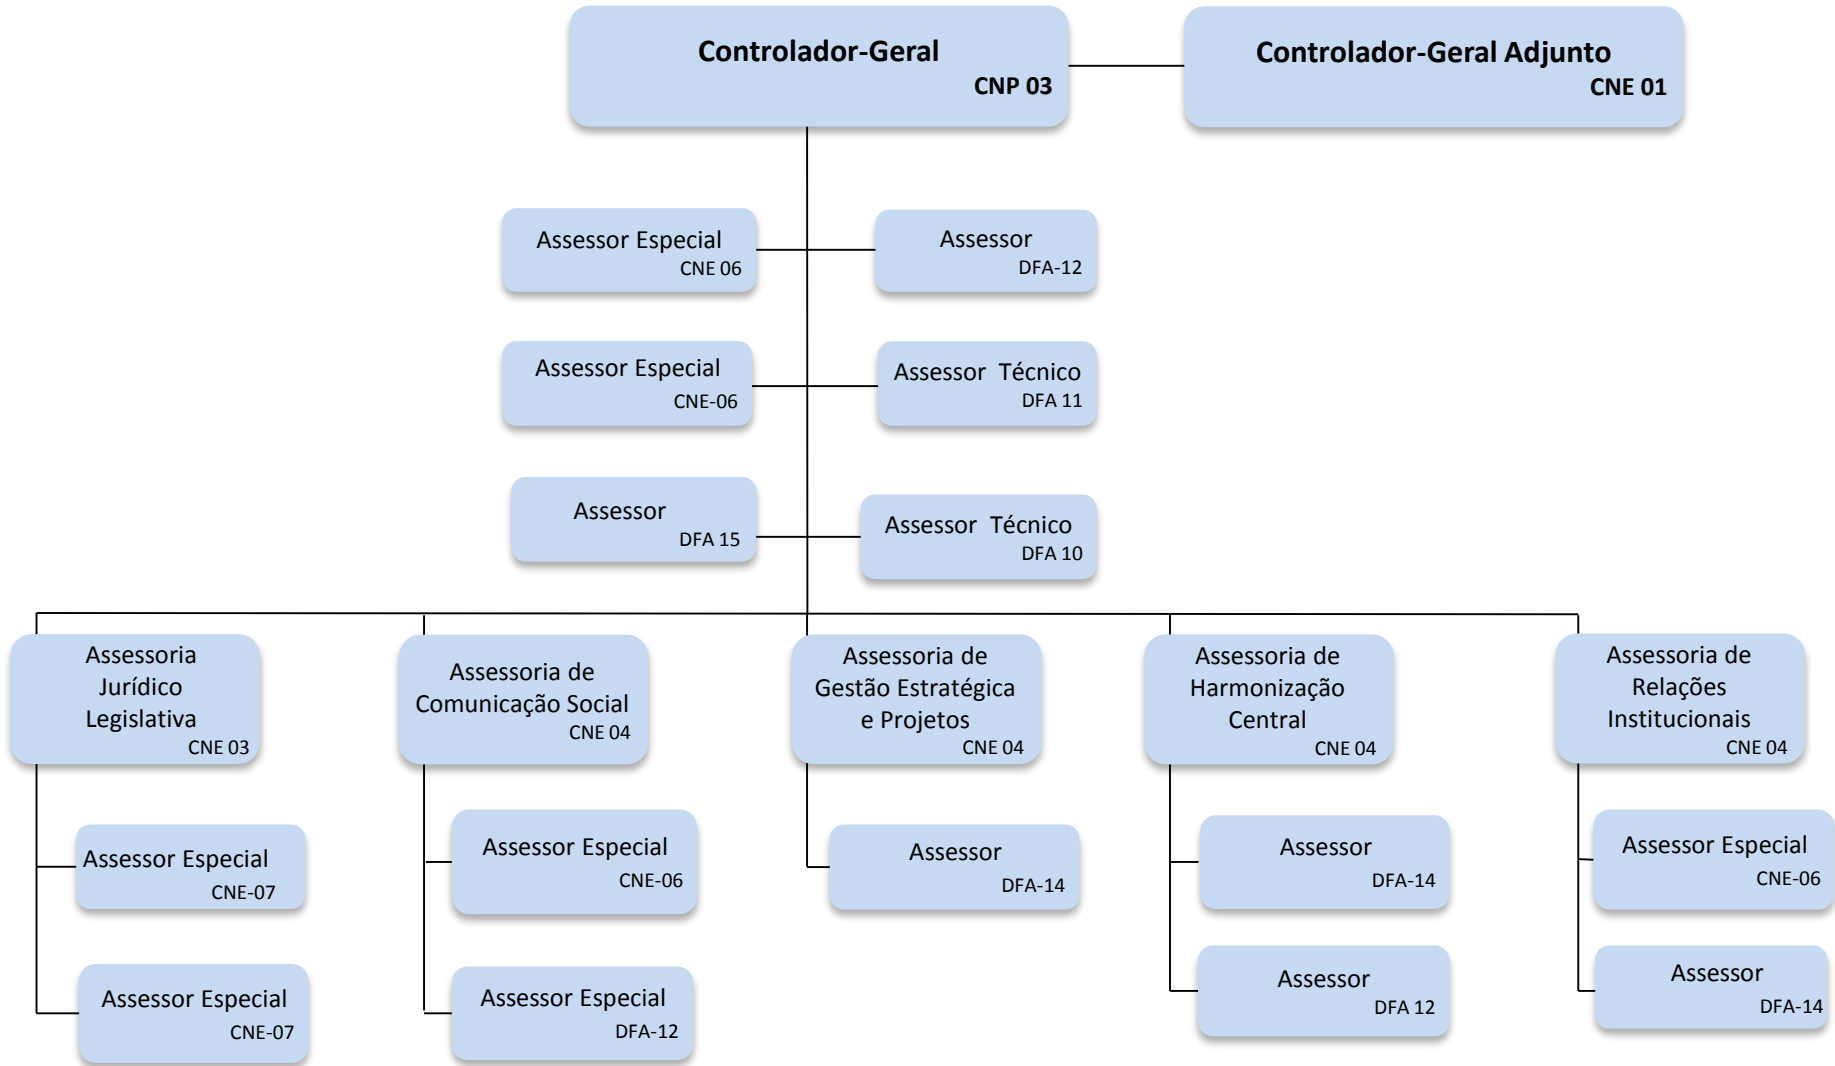 Controlador-Geral
CNP 03
Controlador-Geral Adjunto
CNE 01
Assessor Especial
CNE 06
Assessor
DFA-12
Assessor Especial
CNE-06
Assessor Técnico
DFA 11
Assessor
DFA 15
Assessor Técnico
DFA 10
Assessoria
Jurídico
Legislativa
CNE 03
Assessoria de
Comunicação Social
CNE 04
Assessoria de
Gestão Estratégica
e Projetos
CNE 04
Assessoria de
Harmonização
Central
CNE 04
Assessoria de
Relações
Institucionais
CNE 04
Assessor Especial
CNE-07
Assessor Especial
CNE-06
Assessor
DFA-14
Assessor
DFA-14
Assessor Especial
CNE-06
Assessor Especial
CNE-07
Assessor Especial
DFA-12
Assessor
DFA 12
Assessor
DFA-14